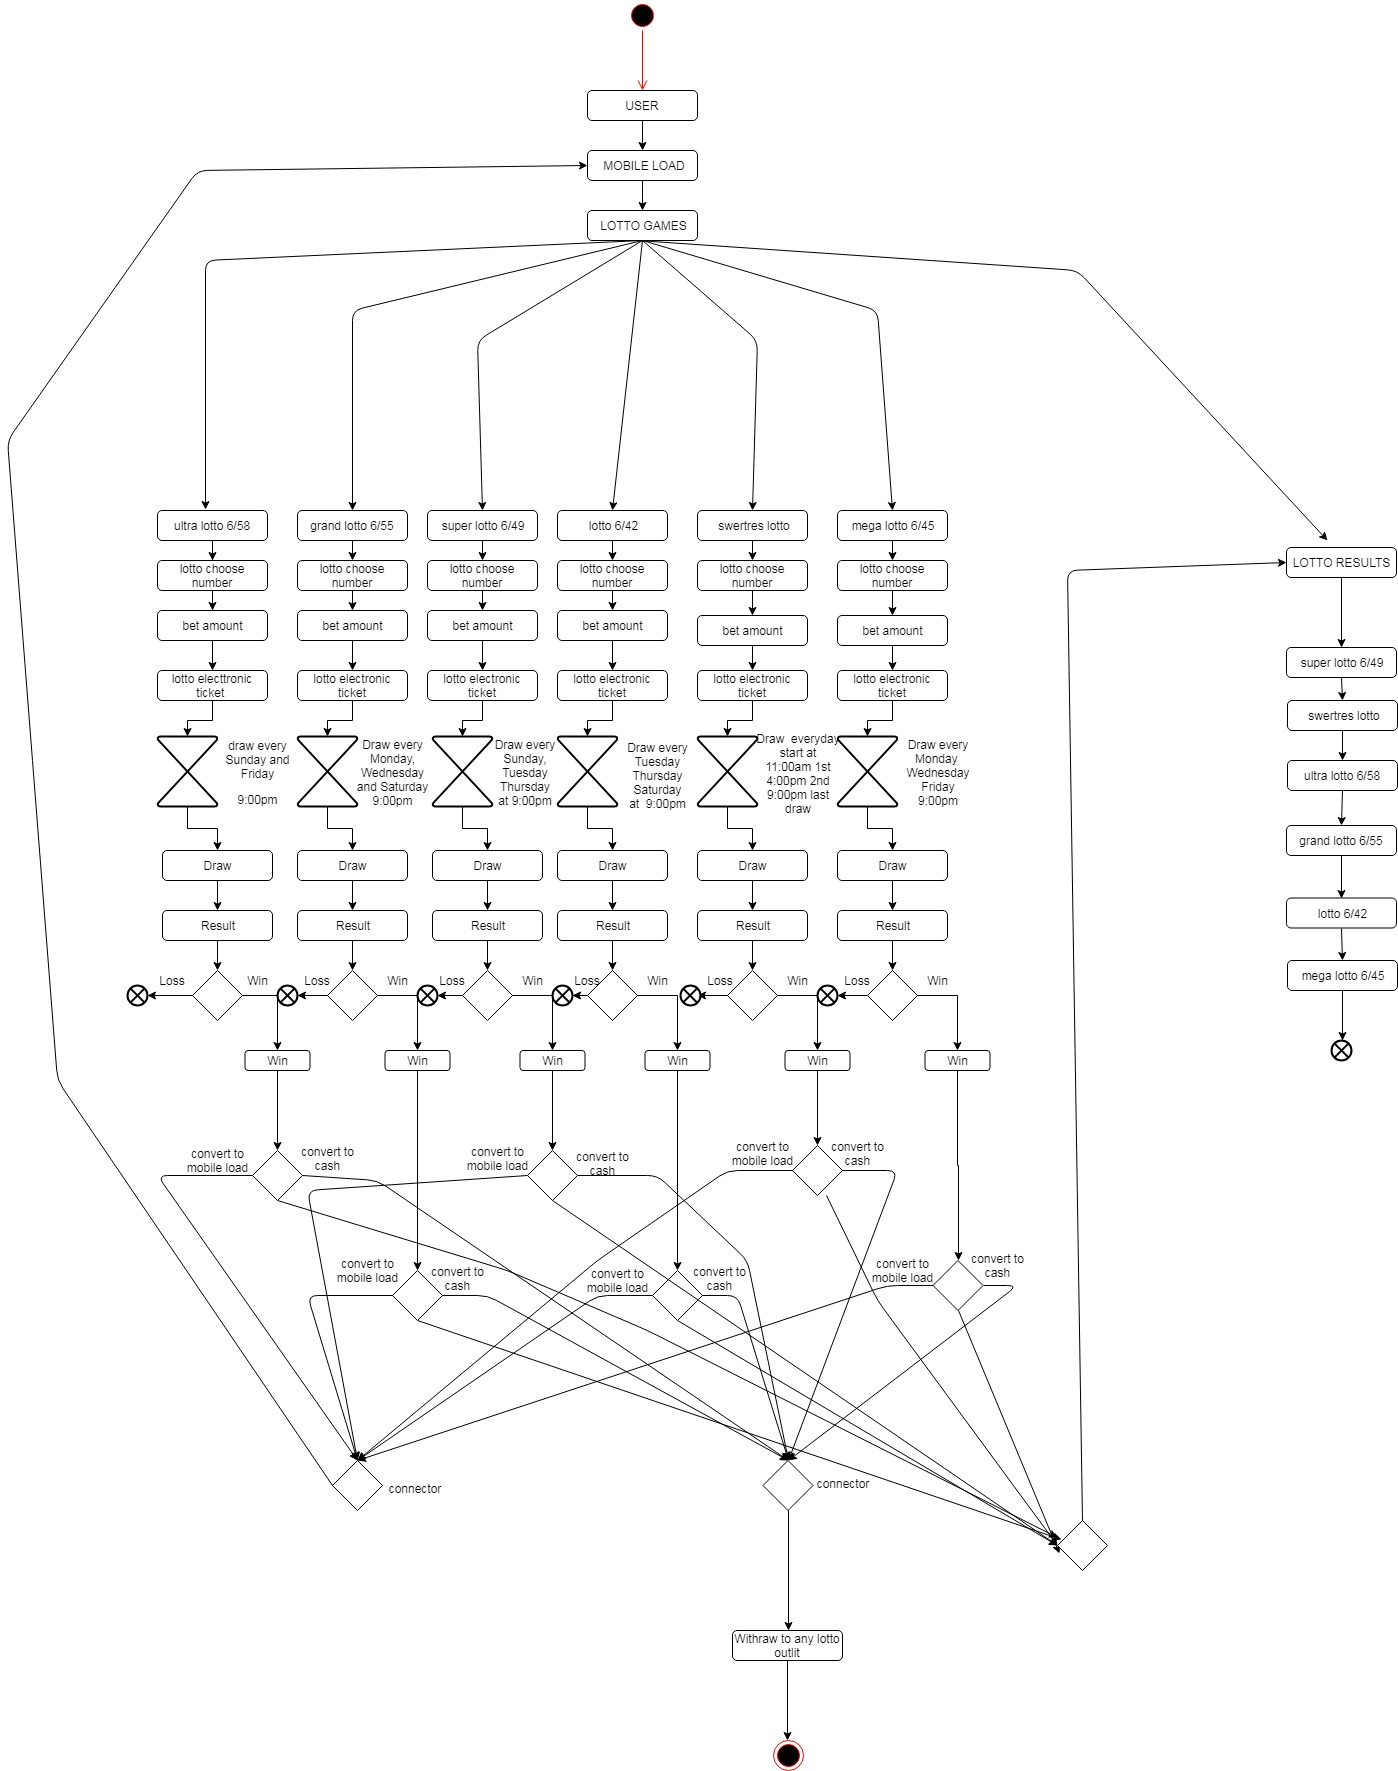 USER
MOBILE LOAD
LOTTO GAMES
ultra lotto 6/58
grand lotto 6/55
super lotto 6/49
lotto 6/42
swertres lotto
mega lotto 6/45
LOTTO RESULTS
lotto choose
number
lotto choose
number
lotto choose
number
lotto choose
number
lotto choose
number
lotto choose
number
bet amount
bet amount
bet amount
bet amount
bet amount
bet amount
lotto electtronic
ticket
lotto electronic
ticket
lotto electronic
ticket
lotto electronic
ticket
lotto electronic
ticket
lotto electronic
ticket
super lotto 6/49
swertres lotto
ultra lotto 6/58
grand lotto 6/55
lotto 6/42
mega lotto 6/45
draw every
Sunday and
Friday
9:00pm
Draw every
Monday,
Wednesday
and Saturday
9:00pm
Draw every
Sunday,
Tuesday
Thursday
at 9:00pm
Draw every
Tuesday
Thursday
Saturday
at 9:00pm
Draw everyday
start at
11:00am 1st
4:00pm 2nd
9:00pm last
draw
Draw every
Monday
Wednesday
Friday
9:00pm
Draw
Draw
Draw
Draw
Draw
Draw
Result
Result
Result
Result
Result
Result
Loss
Win
Loss
Win
Loss
Win
Loss
Win
Loss
Win
Loss
Win
Win
Win
Win
Win
Win
Win
convert to
mobile load
convert to
cash
convert to
mobile load
convert to
cash
convert to
mobile load
convert to
cash
convert to
mobile load
convert to
cash
convert to
mobile load
convert to
cash
convert to
mobile load
convert to
cash
connector
connector
Withraw to any lotto
outlit